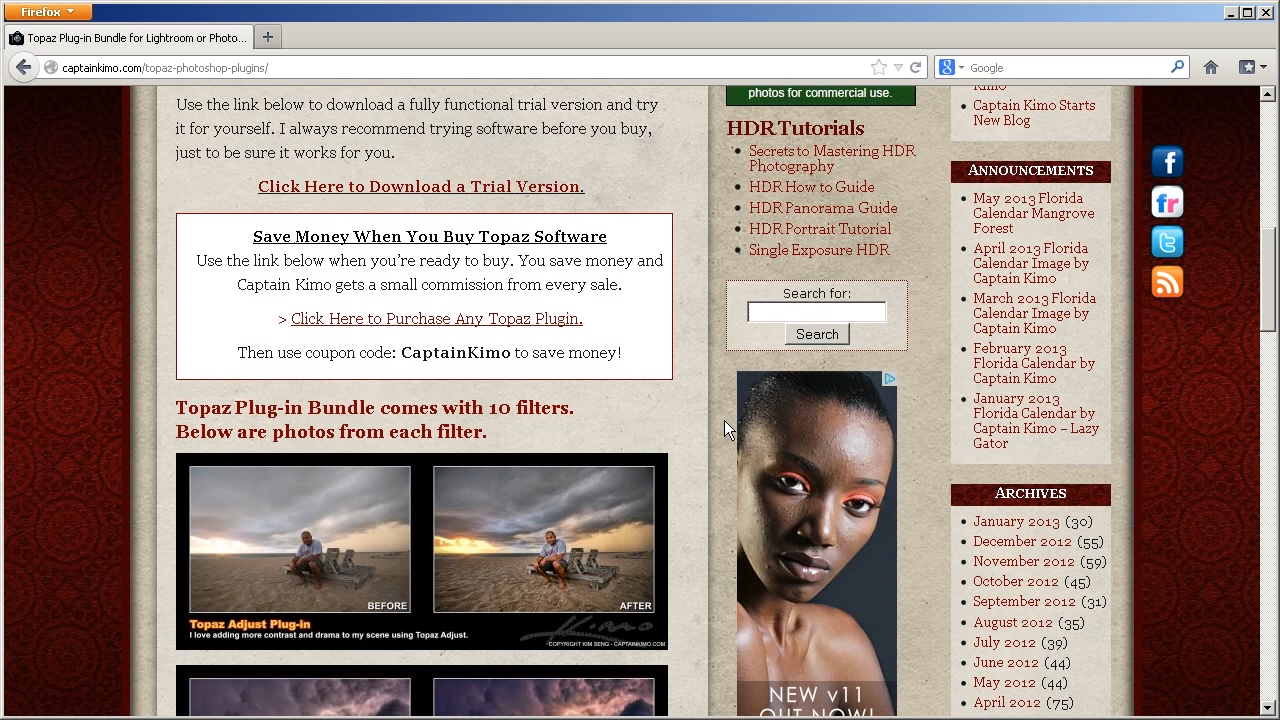 Firefox
Topaz Plug-in Bundle for Lightroom or Photo...
captainkimo.com/topaz-photoshop-plugins/
Google
Use the link below to download a fully functional trial version and try
it for yourself. I always recommend trying software before you buy,
just to be sure it works for you.
Click Here to Download a Trial Version.
Save Money When You Buy Topaz Software
Use the link below when you're ready to buy. You save money and
Captain Kimo gets a small commission from every sale.
> Click Here to Purchase Any Topaz Plugin.
Then use coupon code: CaptainKimo to save money!
Topaz Plug-in Bundle comes with 10 filters.
Below are photos from each filter.
BEFORE
AFTER
Topaz Adjust Plug-in
I love adding more contrast and drama to my scene using Topaz Adjust.
Kimo
COPYRIGHT KIM SENG - CAPTAINKIMO.COM
photos for commercial use.
HDR Tutorials
Secrets to Mastering HDR
Photography
HDR How to Guide
HDR Panorama Guide
HDR Portrait Tutorial
Single Exposure HDR
Search for:
Search
NEW v11
OUT NOW!
Kimo
Captain Kimo Starts
New Blog
Announcements
May 2013 Florida
Calendar Mangrove
Forest
April 2013 Florida
Calendar Image by
Captain Kimo
March 2013 Florida
Calendar Image by
Captain Kimo
February 2013
Florida Calendar by
Captain Kimo
January 2013
Florida Calendar by
Captain Kimo – Lazy
Gator
Archives
January 2013 (50)
December 2012 (55)
November 2012 (59)
October 2012 (45)
September 2012 (31)
August 2012 (35)
July 2012 (39)
June 2012 (44)
May 2012 (44)
April 2012 (75)